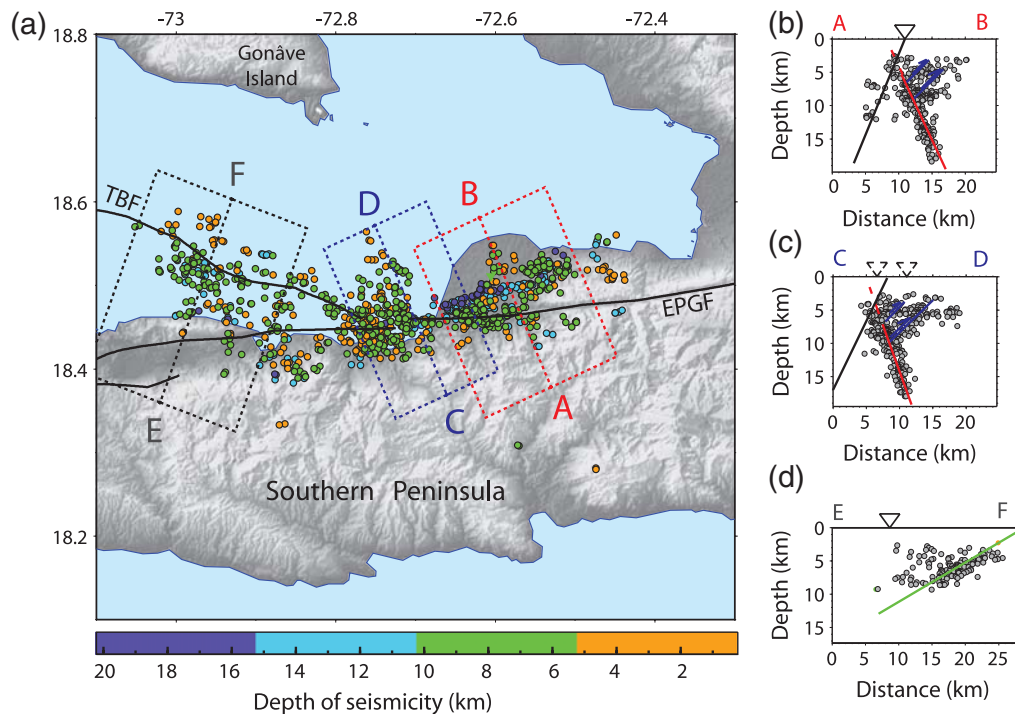 (a)
-73
-72.8
-72.6
-72.4
18.8
18.6
18.4
18.2
Gonâve
Island
TBF
F
D
B
EPGF
E
C
A
Southern Peninsula
20 18 16 14 12 10 8 6 4 2
Depth of seismicity (km)
(b)
A
B
0
5
10
15
Depth (km)
0 5 10 15 20
Distance (km)
(c)
C
D
0
5
10
15
Depth (km)
0 5 10 15 20
Distance (km)
(d)
E
F
0
5
10
15
Depth (km)
0 5 10 15 20 25
Distance (km)